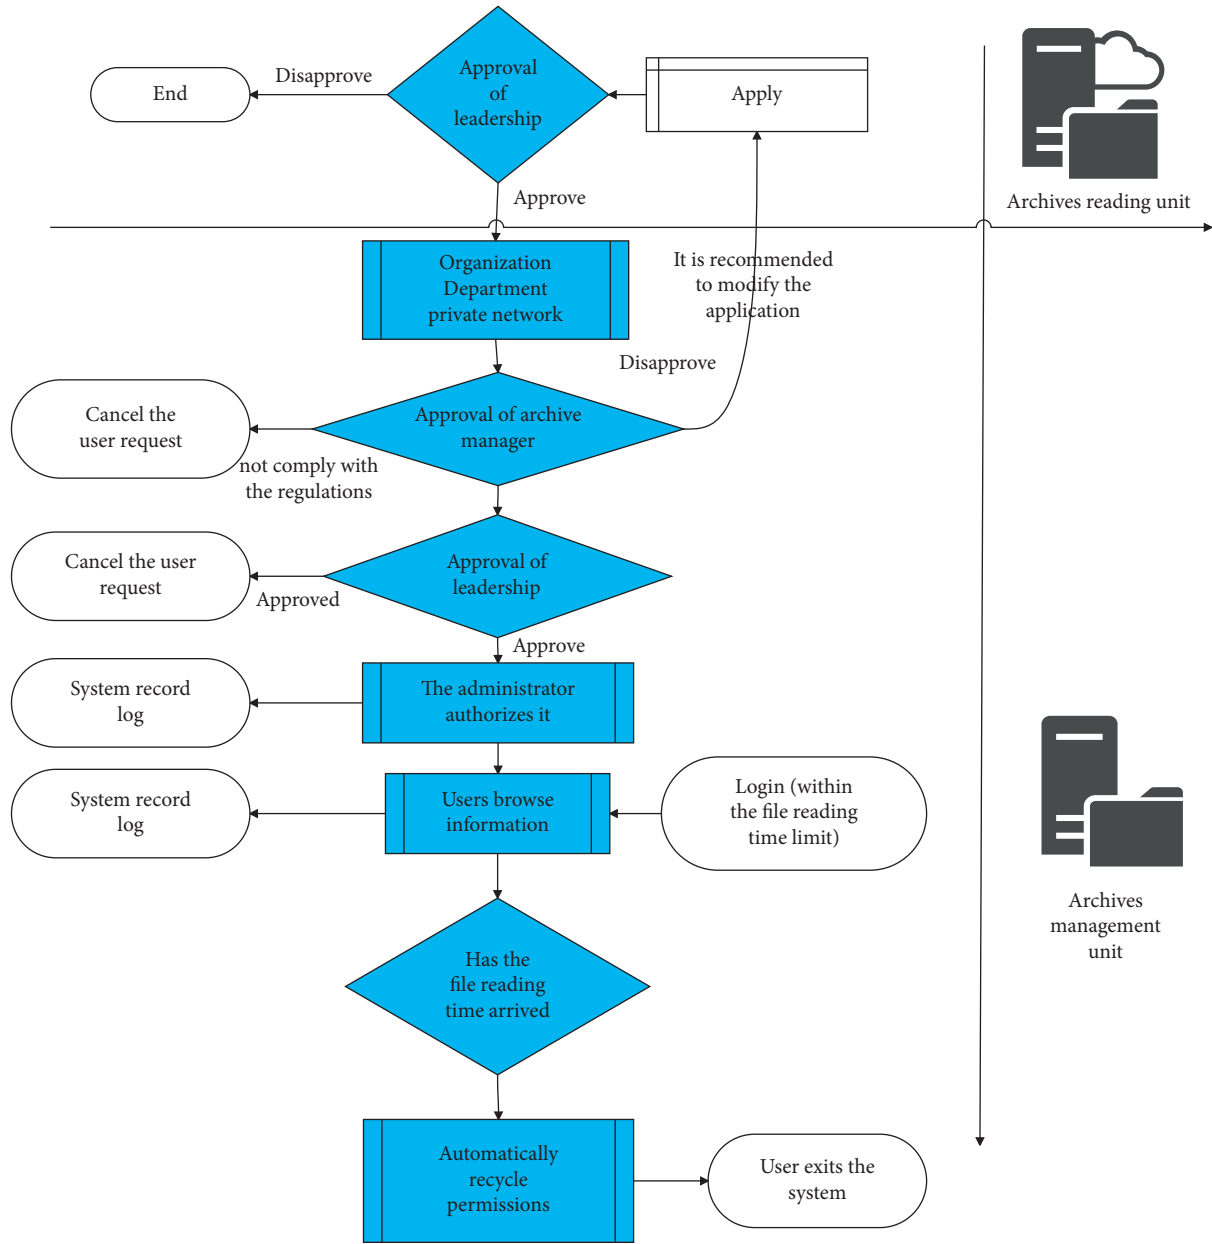 End
Disapprove
Approval
of
leadership
Apply
Archives reading unit
Approve
Organization
Department
private network
It is recommended
to modify the
application
Disapprove
Cancel the
user request
Approval of archive
manager
not comply with
the regulations
Cancel the user
request
Approved
Approval of
leadership
Approve
System record
log
The administrator
authorizes it
System record
log
Users browse
information
Login (within
the file reading
time limit)
Archives
management
unit
Has the
file reading
time arrived
Automatically
recycle
permissions
User exits the
system